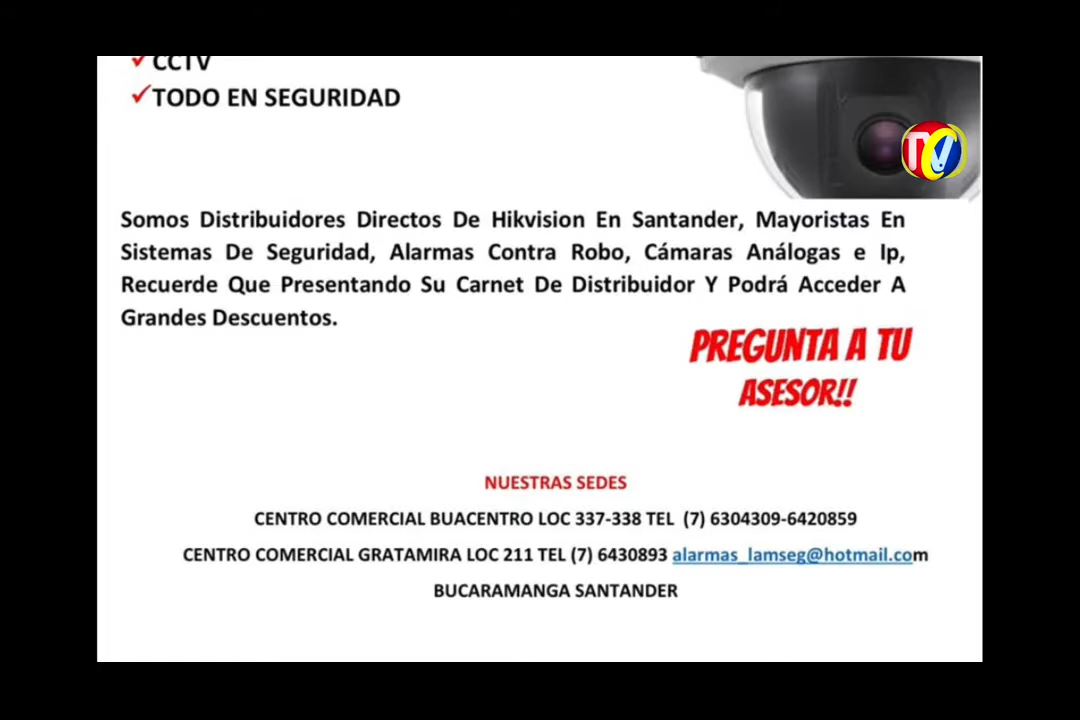 CCTV
TODO EN SEGURIDAD
TVC
Somos Distribuidores Directos De Hikvision En Santander, Mayoristas En
Sistemas De Seguridad, Alarmas Contra Robo, Cámaras Análogas e Ip,
Recuerde Que Presentando Su Carnet De Distribuidor Y Podrá Acceder A
Grandes Descuentos.
PREGUNTA A TU
ASESOR!!
NUESTRAS SEDES
CENTRO COMERCIAL BUACENTRO LOC 337-338 TEL (7) 6304309-6420859
CENTRO COMERCIAL GRATAMIRA LOC 211 TEL (7) 6430893 alarmas_lamseg@hotmail.com
BUCARAMANGA SANTANDER